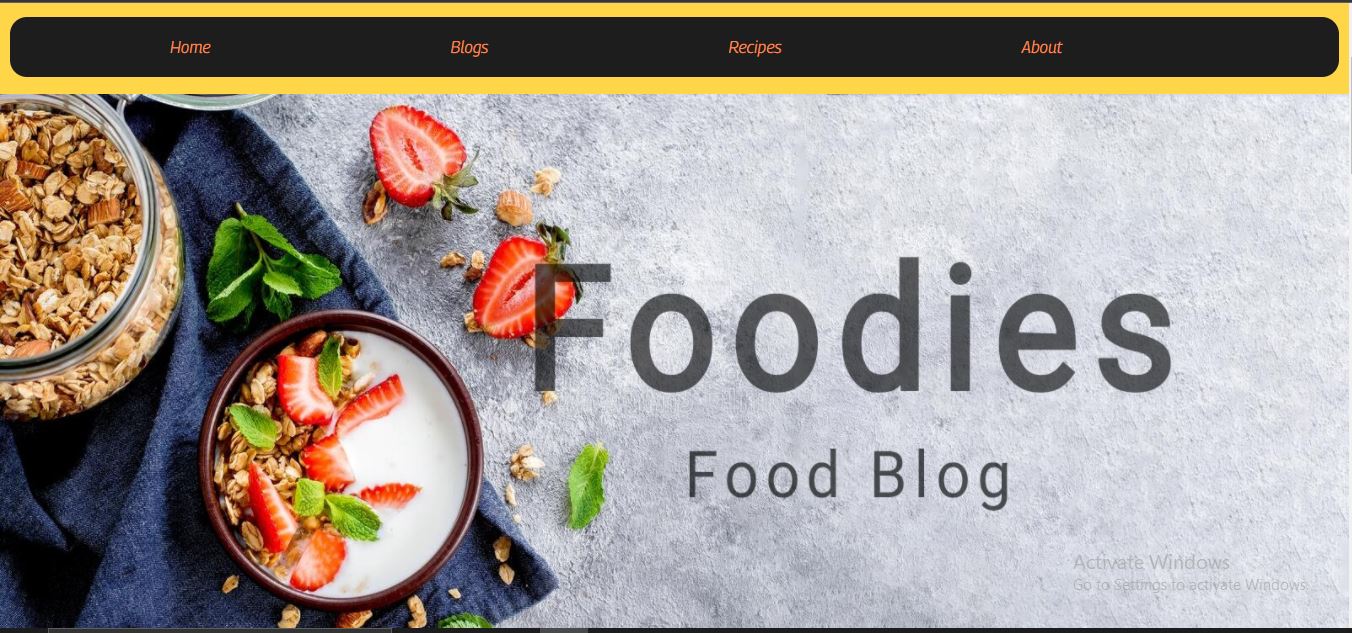 Home Blogs Recipes About
Foodies
Food Blog
Activate Windows
Go to Settings to activate Windows.